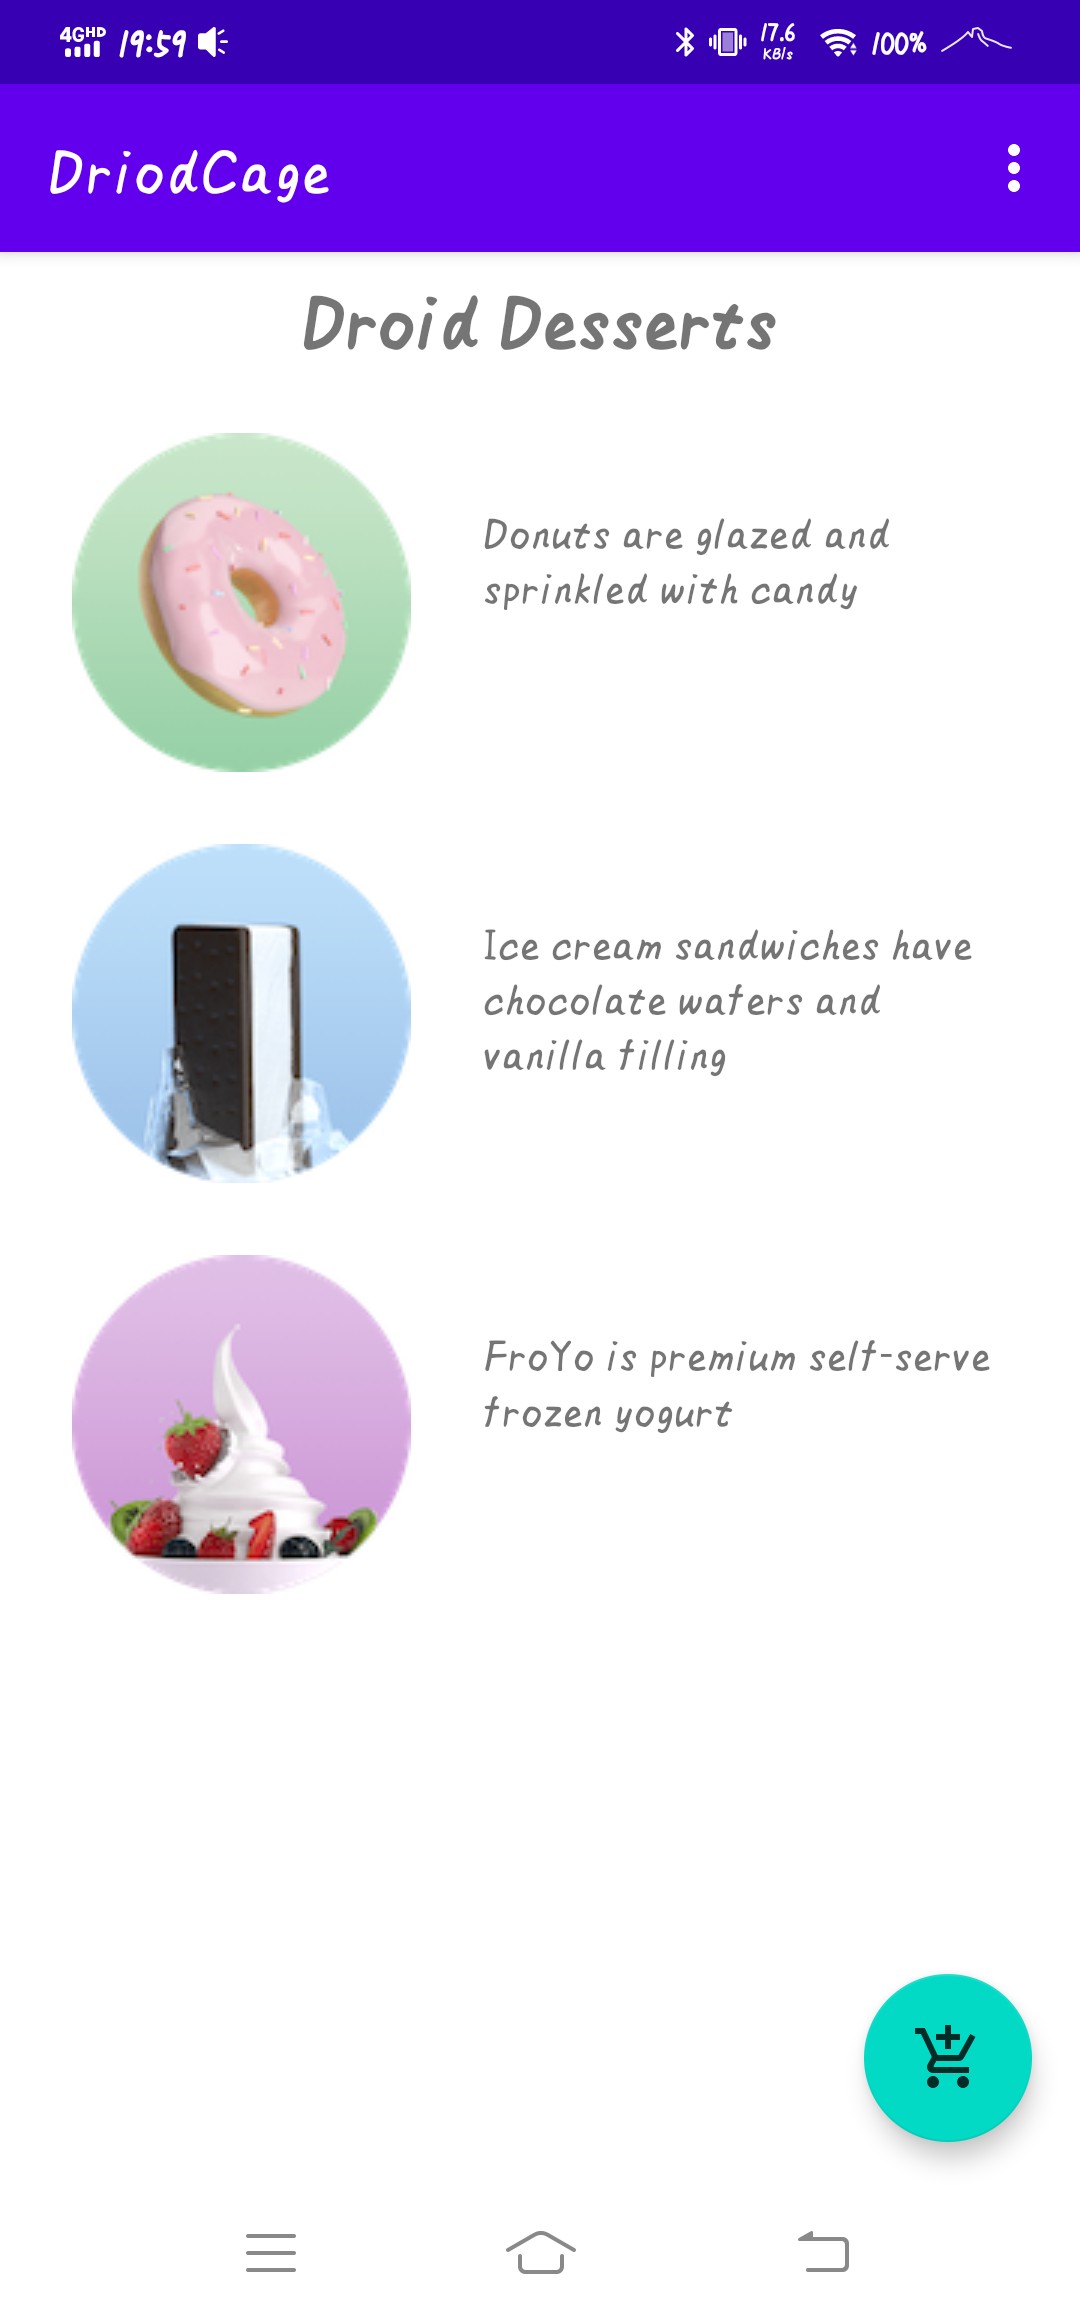 4G HD 19:59 17.6 KB/s 100%
DriodCage
Droid Desserts
Donuts are glazed and
sprinkled with candy
Ice cream sandwiches have
chocolate wafers and
vanilla filling
FroYo is premium self-serve
frozen yogurt